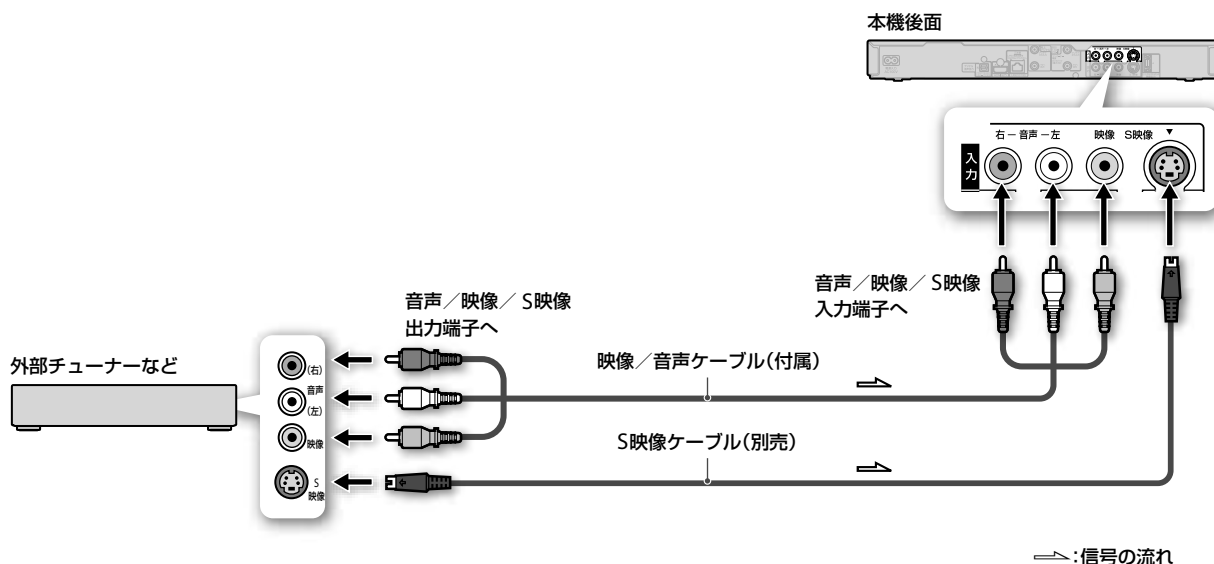 本機後面
入力
右 － 音声 － 左 映像 S映像
音声／映像／ S映像
入力端子へ
音声／映像／ S映像
出力端子へ
外部チューナーなど
（右）
音声
（左）
映像
S
映像
映像／音声ケーブル（付属）
S映像ケーブル（別売）
：信号の流れ